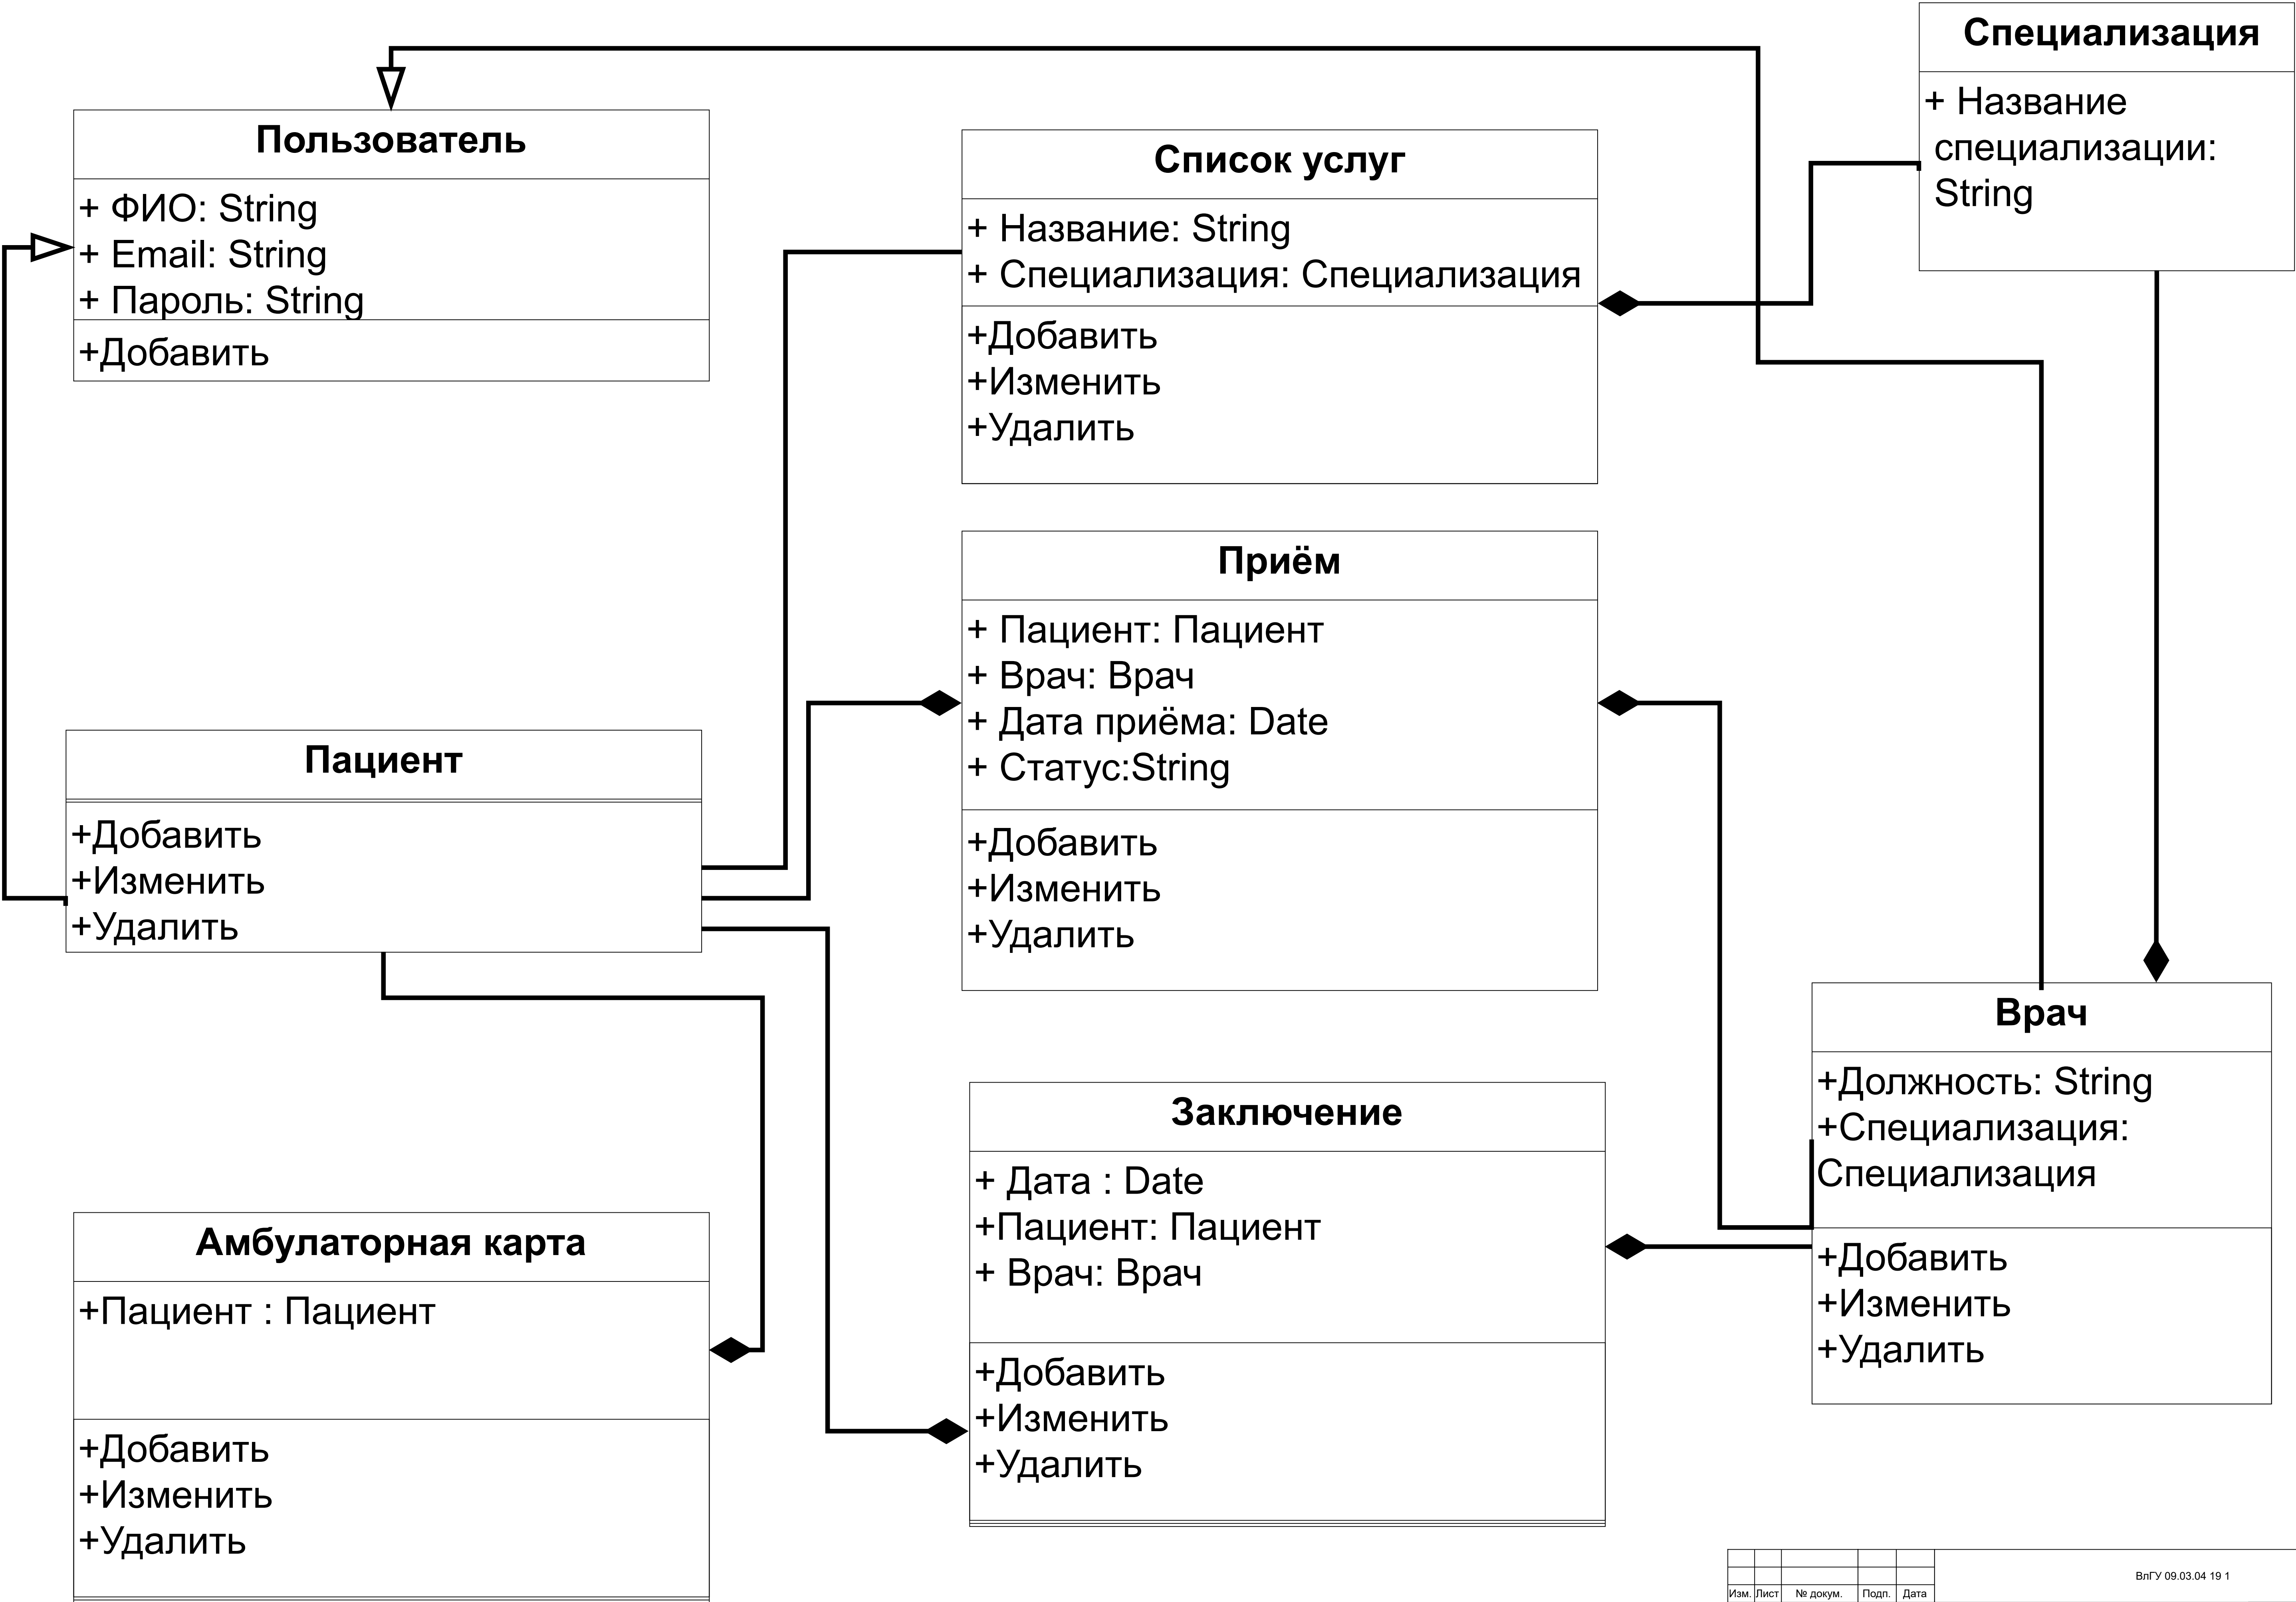 Специализация
+ Название
специализации:
String
Пользователь
+ ФИО: String
+ Email: String
+ Пароль: String
+Добавить
Список услуг
+ Название: String
+ Специализация: Специализация
+Добавить
+Изменить
+Удалить
Приём
+ Пациент: Пациент
+ Врач: Врач
+ Дата приёма: Date
+ Статус:String
+Добавить
+Изменить
+Удалить
Пациент
+Добавить
+Изменить
+Удалить
Врач
+Должность: String
+Специализация:
Специализация
+Добавить
+Изменить
+Удалить
Заключение
+ Дата : Date
+Пациент: Пациент
+ Врач: Врач
+Добавить
+Изменить
+Удалить
Амбулаторная карта
+Пациент : Пациент
+Добавить
+Изменить
+Удалить
ВлГУ 09.03.04 19 1
Изм. Лист № докум. Подп. Дата